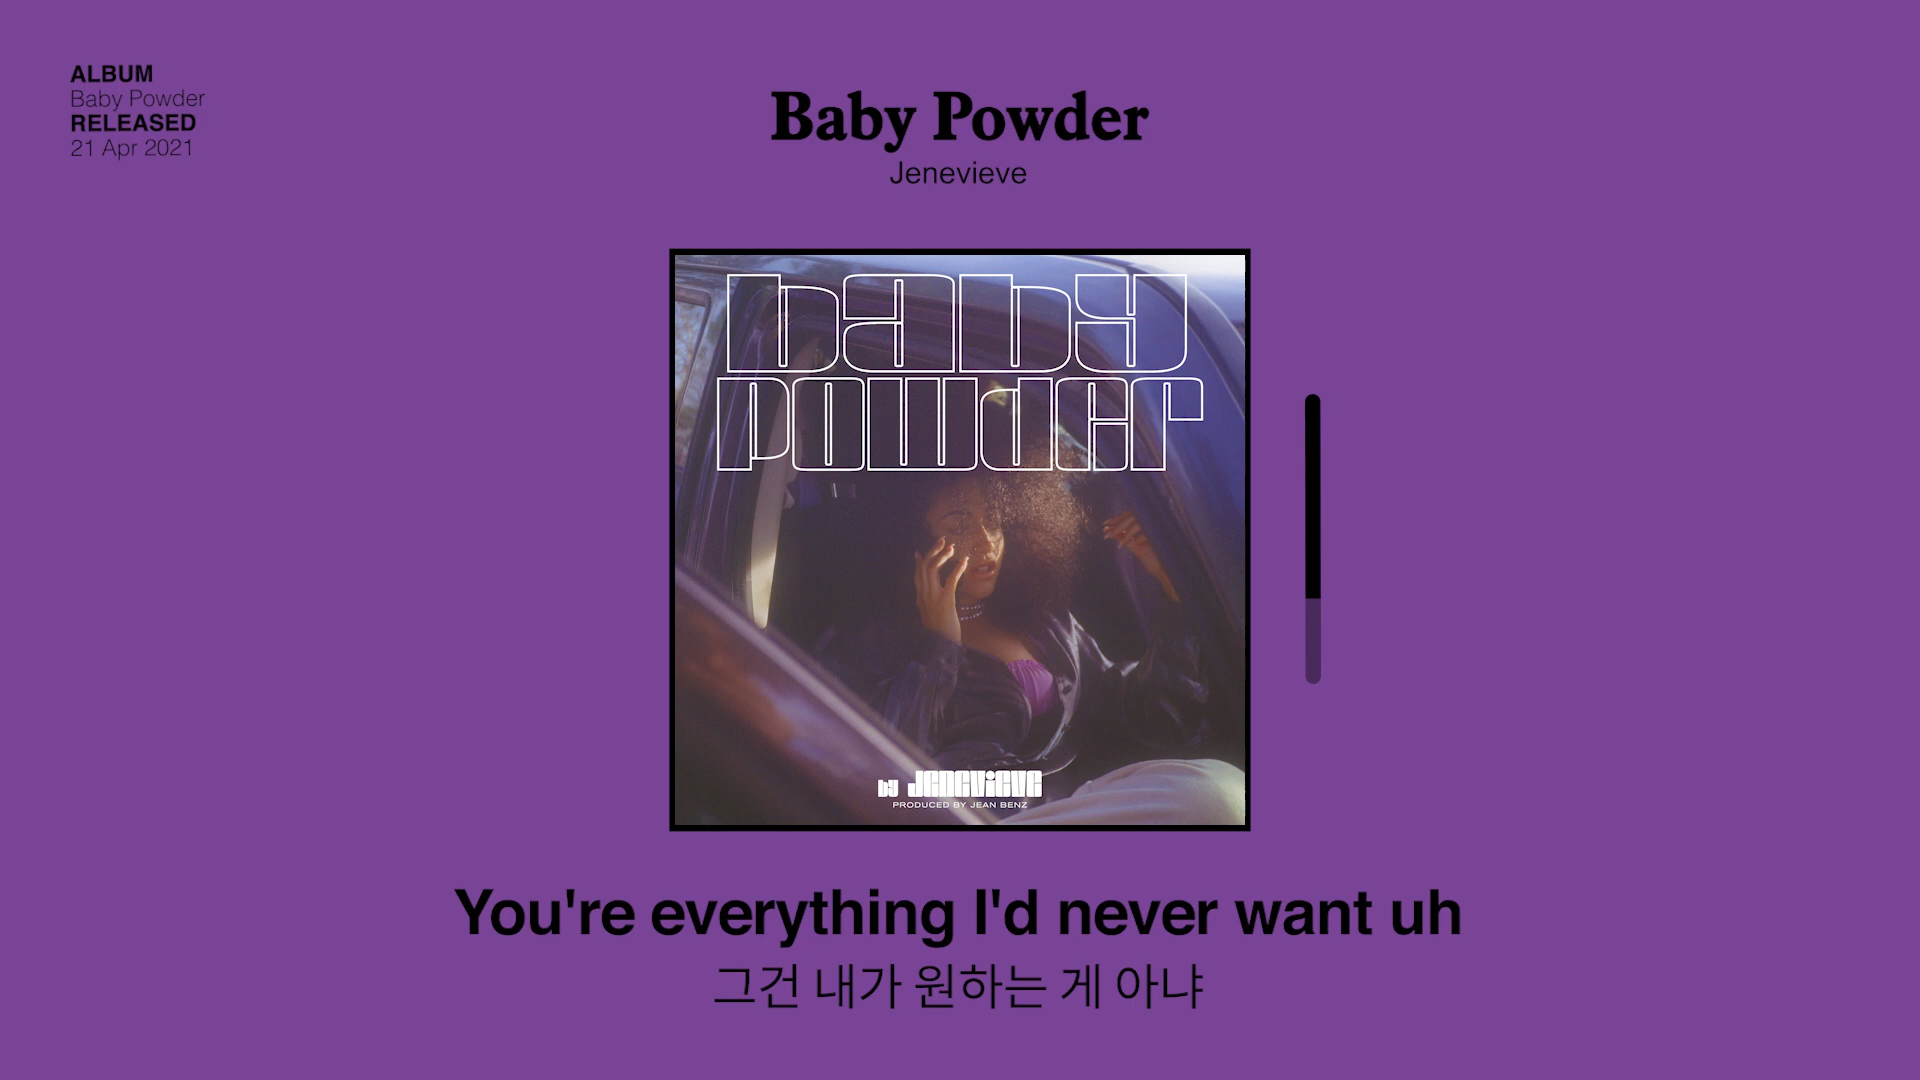 ALBUM
Baby Powder
RELEASED
21 Apr 2021
Baby Powder
Jenevieve
baby
powder
by Jenevieve
PRODUCED BY JEAN BENZ
You're everything I'd never want uh
그건 내가 원하는 게 아냐